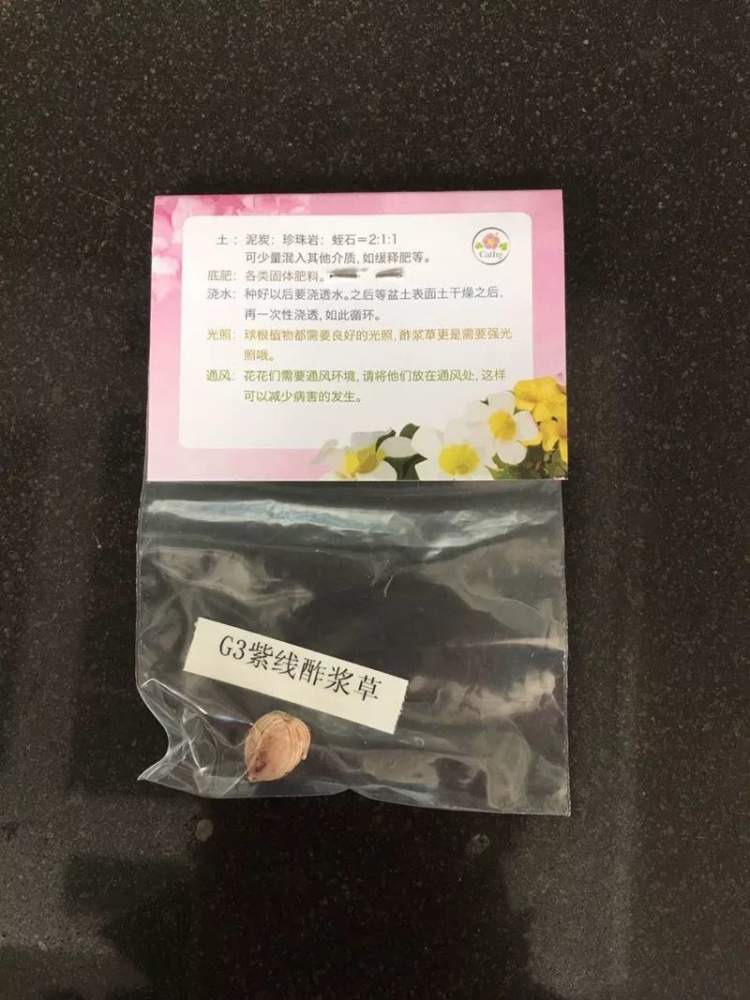 土：泥炭：珍珠岩：蛭石=2:1:1
可少量混入其他介质，如缓释肥等。
Cathy
底肥：各类固体肥料。
浇水：种好以后要浇透水。之后等盆土表面土干燥之后，
再一次性浇透，如此循环。
光照：球根植物都需要良好的光照，酢浆草更是需要强光
照哦。
通风：花花们需要通风环境，请将他们放在通风处，这样
可以减少病害的发生。
G3紫线酢浆草